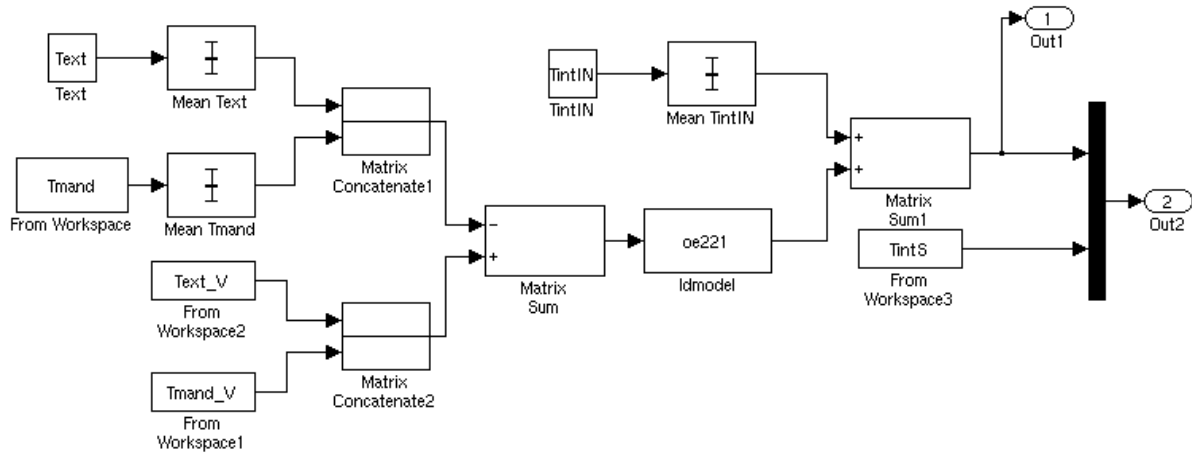 Text
Text
Mean Text
Tmand
From Workspace
Mean Tmand
Matrix
Concatenate1
Text_V
From
Workspace2
Tmand_V
From
Workspace1
Matrix
Concatenate2
−
+
Matrix
Sum
oe221
Idmodel
TintIN
TintIN
Mean TintIN
+
+
Matrix
Sum1
TintS
From
Workspace3
1
Out1
2
Out2